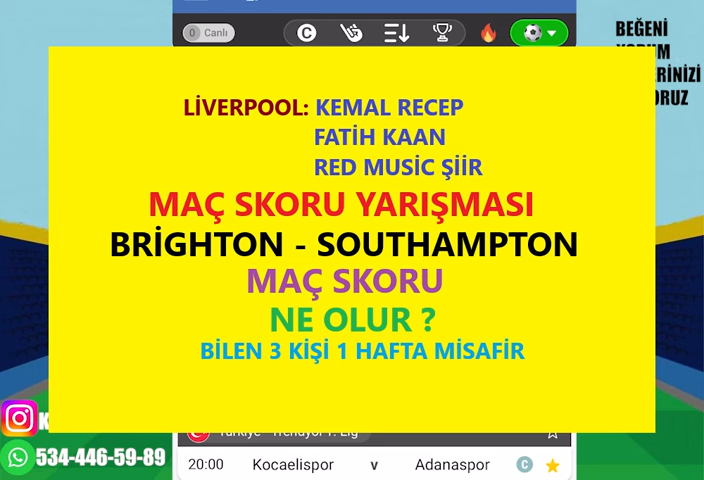 0 Canlı
C
BEĞENİ
LİVERPOOL: KEMAL RECEP
FATİH KAAN
RED MUSİC ŞİİR
MAÇ SKORU YARIŞMASI
BRİGHTON - SOUTHAMPTON
MAÇ SKORU
NE OLUR ?
BİLEN 3 KİŞİ 1 HAFTA MİSAFİR
534-446-59-89
20:00 Kocaelispor v Adanaspor C